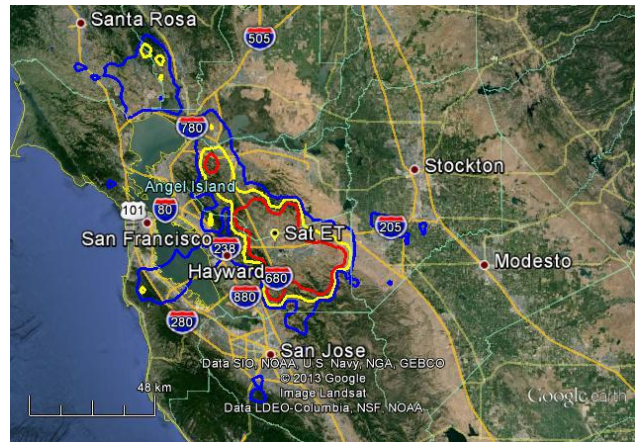 Santa Rosa
505
780
Stockton
Angel Island
101
80
San Francisco
Sat ET
205
238
Hayward
680
Modesto
880
280
San Jose
Data SIO, NOAA, U.S. Navy, NGA, GEBCO
© 2013 Google
48 km
Image Landsat
Google earth
Data LDEO-Columbia, NSF, NOAA